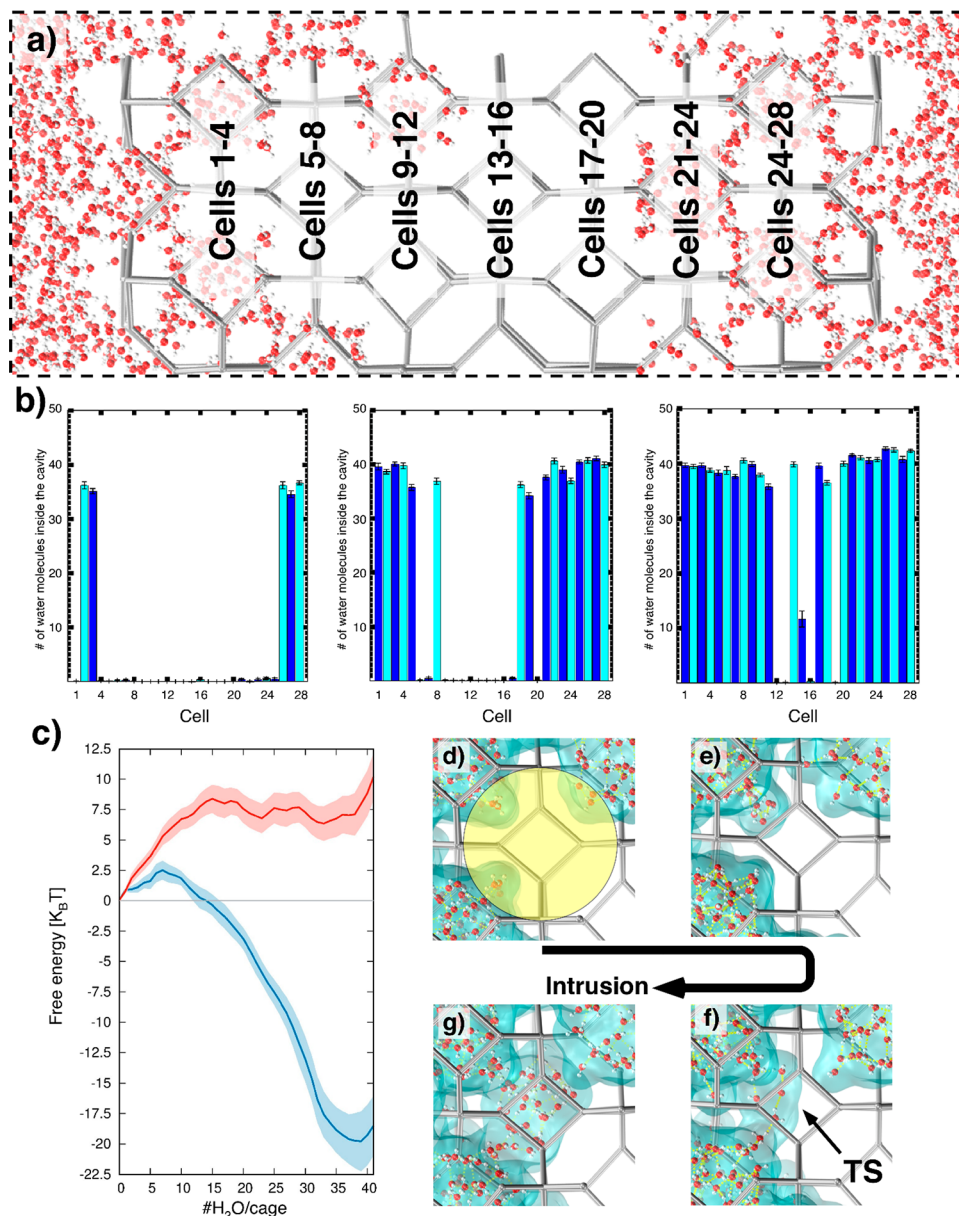 a)
Cells 1-4
Cells 5-8
Cells 9-12
Cells 13-16
Cells 17-20
Cells 21-24
Cells 24-28
b)
50
40
30
20
10
# of water molecules inside the cavity
1 4 8 12 16 20 24 28
Cell
50
40
30
20
10
# of water molecules inside the cavity
1 4 8 12 16 20 24 28
Cell
50
40
30
20
10
# of water molecules inside the cavity
1 4 8 12 16 20 24 28
Cell
c)
12.5
10
7.5
5
2.5
0
-2.5
-5
-7.5
-10
-12.5
-15
-17.5
-20
-22.5
Free energy [K_BT]
0 5 10 15 20 25 30 35 40
#H₂O/cage
d)
e)
Intrusion
g)
f)
TS